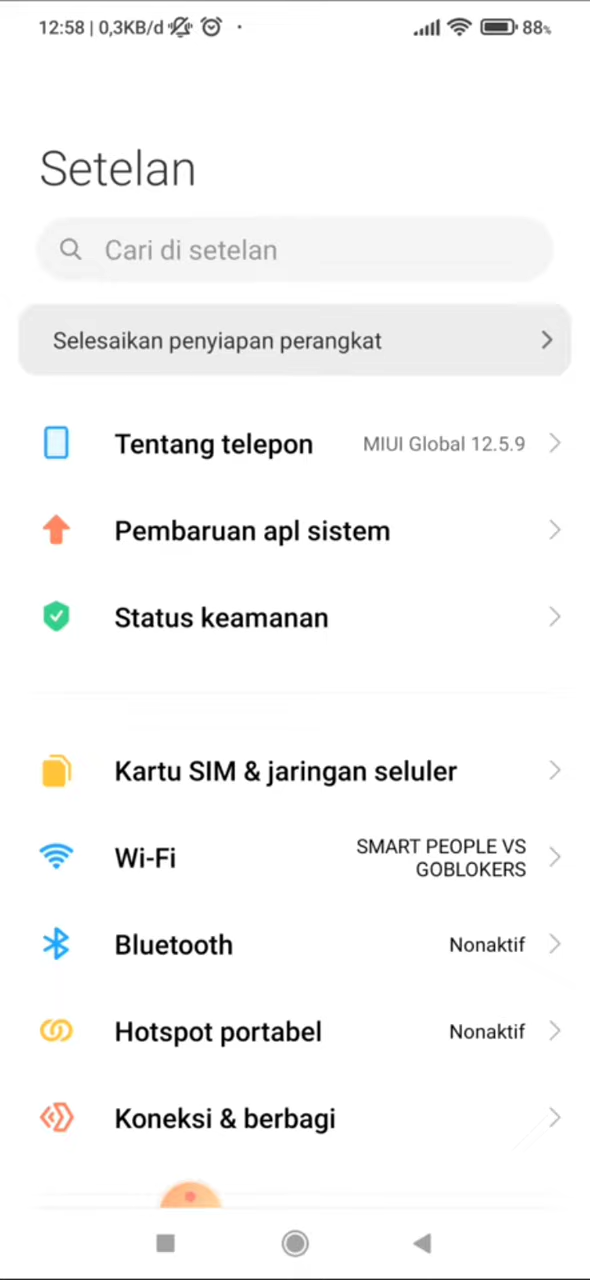 12:58 | 0,3KB/d
88%
Setelan
Cari di setelan
Selesaikan penyiapan perangkat
Tentang telepon MIUI Global 12.5.9
Pembaruan apl sistem
Status keamanan
Kartu SIM & jaringan seluler
Wi-Fi SMART PEOPLE VS
GOBLOKERS
Bluetooth Nonaktif
Hotspot portabel Nonaktif
Koneksi & berbagi